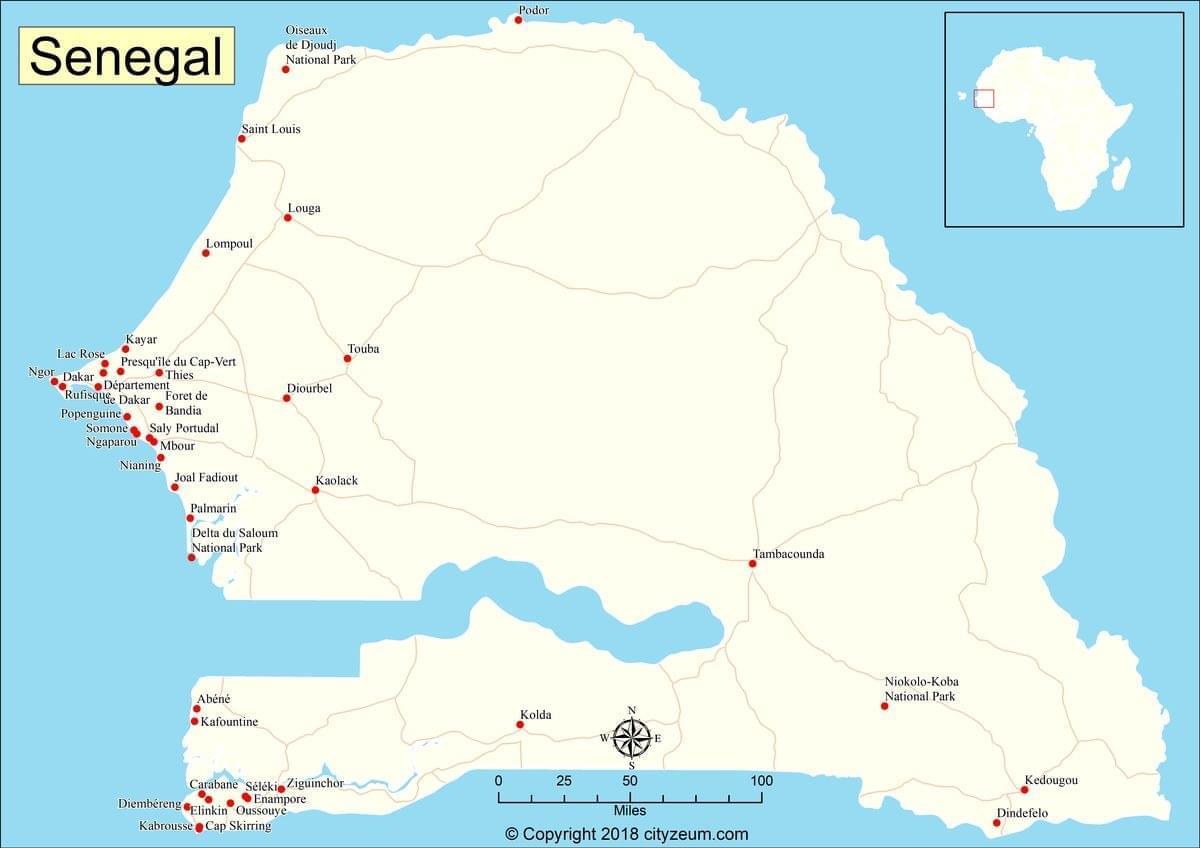 Senegal
Podor
Oiseaux
de Djoudj
National Park
Saint Louis
Louga
Lompoul
Kayar
Lac Rose
Presqu'île du Cap-Vert
Touba
Ngor
Dakar
Thies
Rufisque
Département
de Dakar
Diourbel
Foret de
Bandia
Popenguine
Somone
Saly Portudal
Ngaparou
Mbour
Nianing
Joal Fadiout
Kaolack
Palmarin
Delta du Saloum
National Park
Tambacounda
Niokolo-Koba
National Park
Abéné
Kafountine
Kolda
N
W
E
S
Carabane
Séléki
Ziguinchor
Diembéreng
Elinkin
Enampore
Oussouye
Kabrousse
Cap Skirring
Kedougou
Dindefelo
0 25 50 100
Miles
© Copyright 2018 cityzeum.com